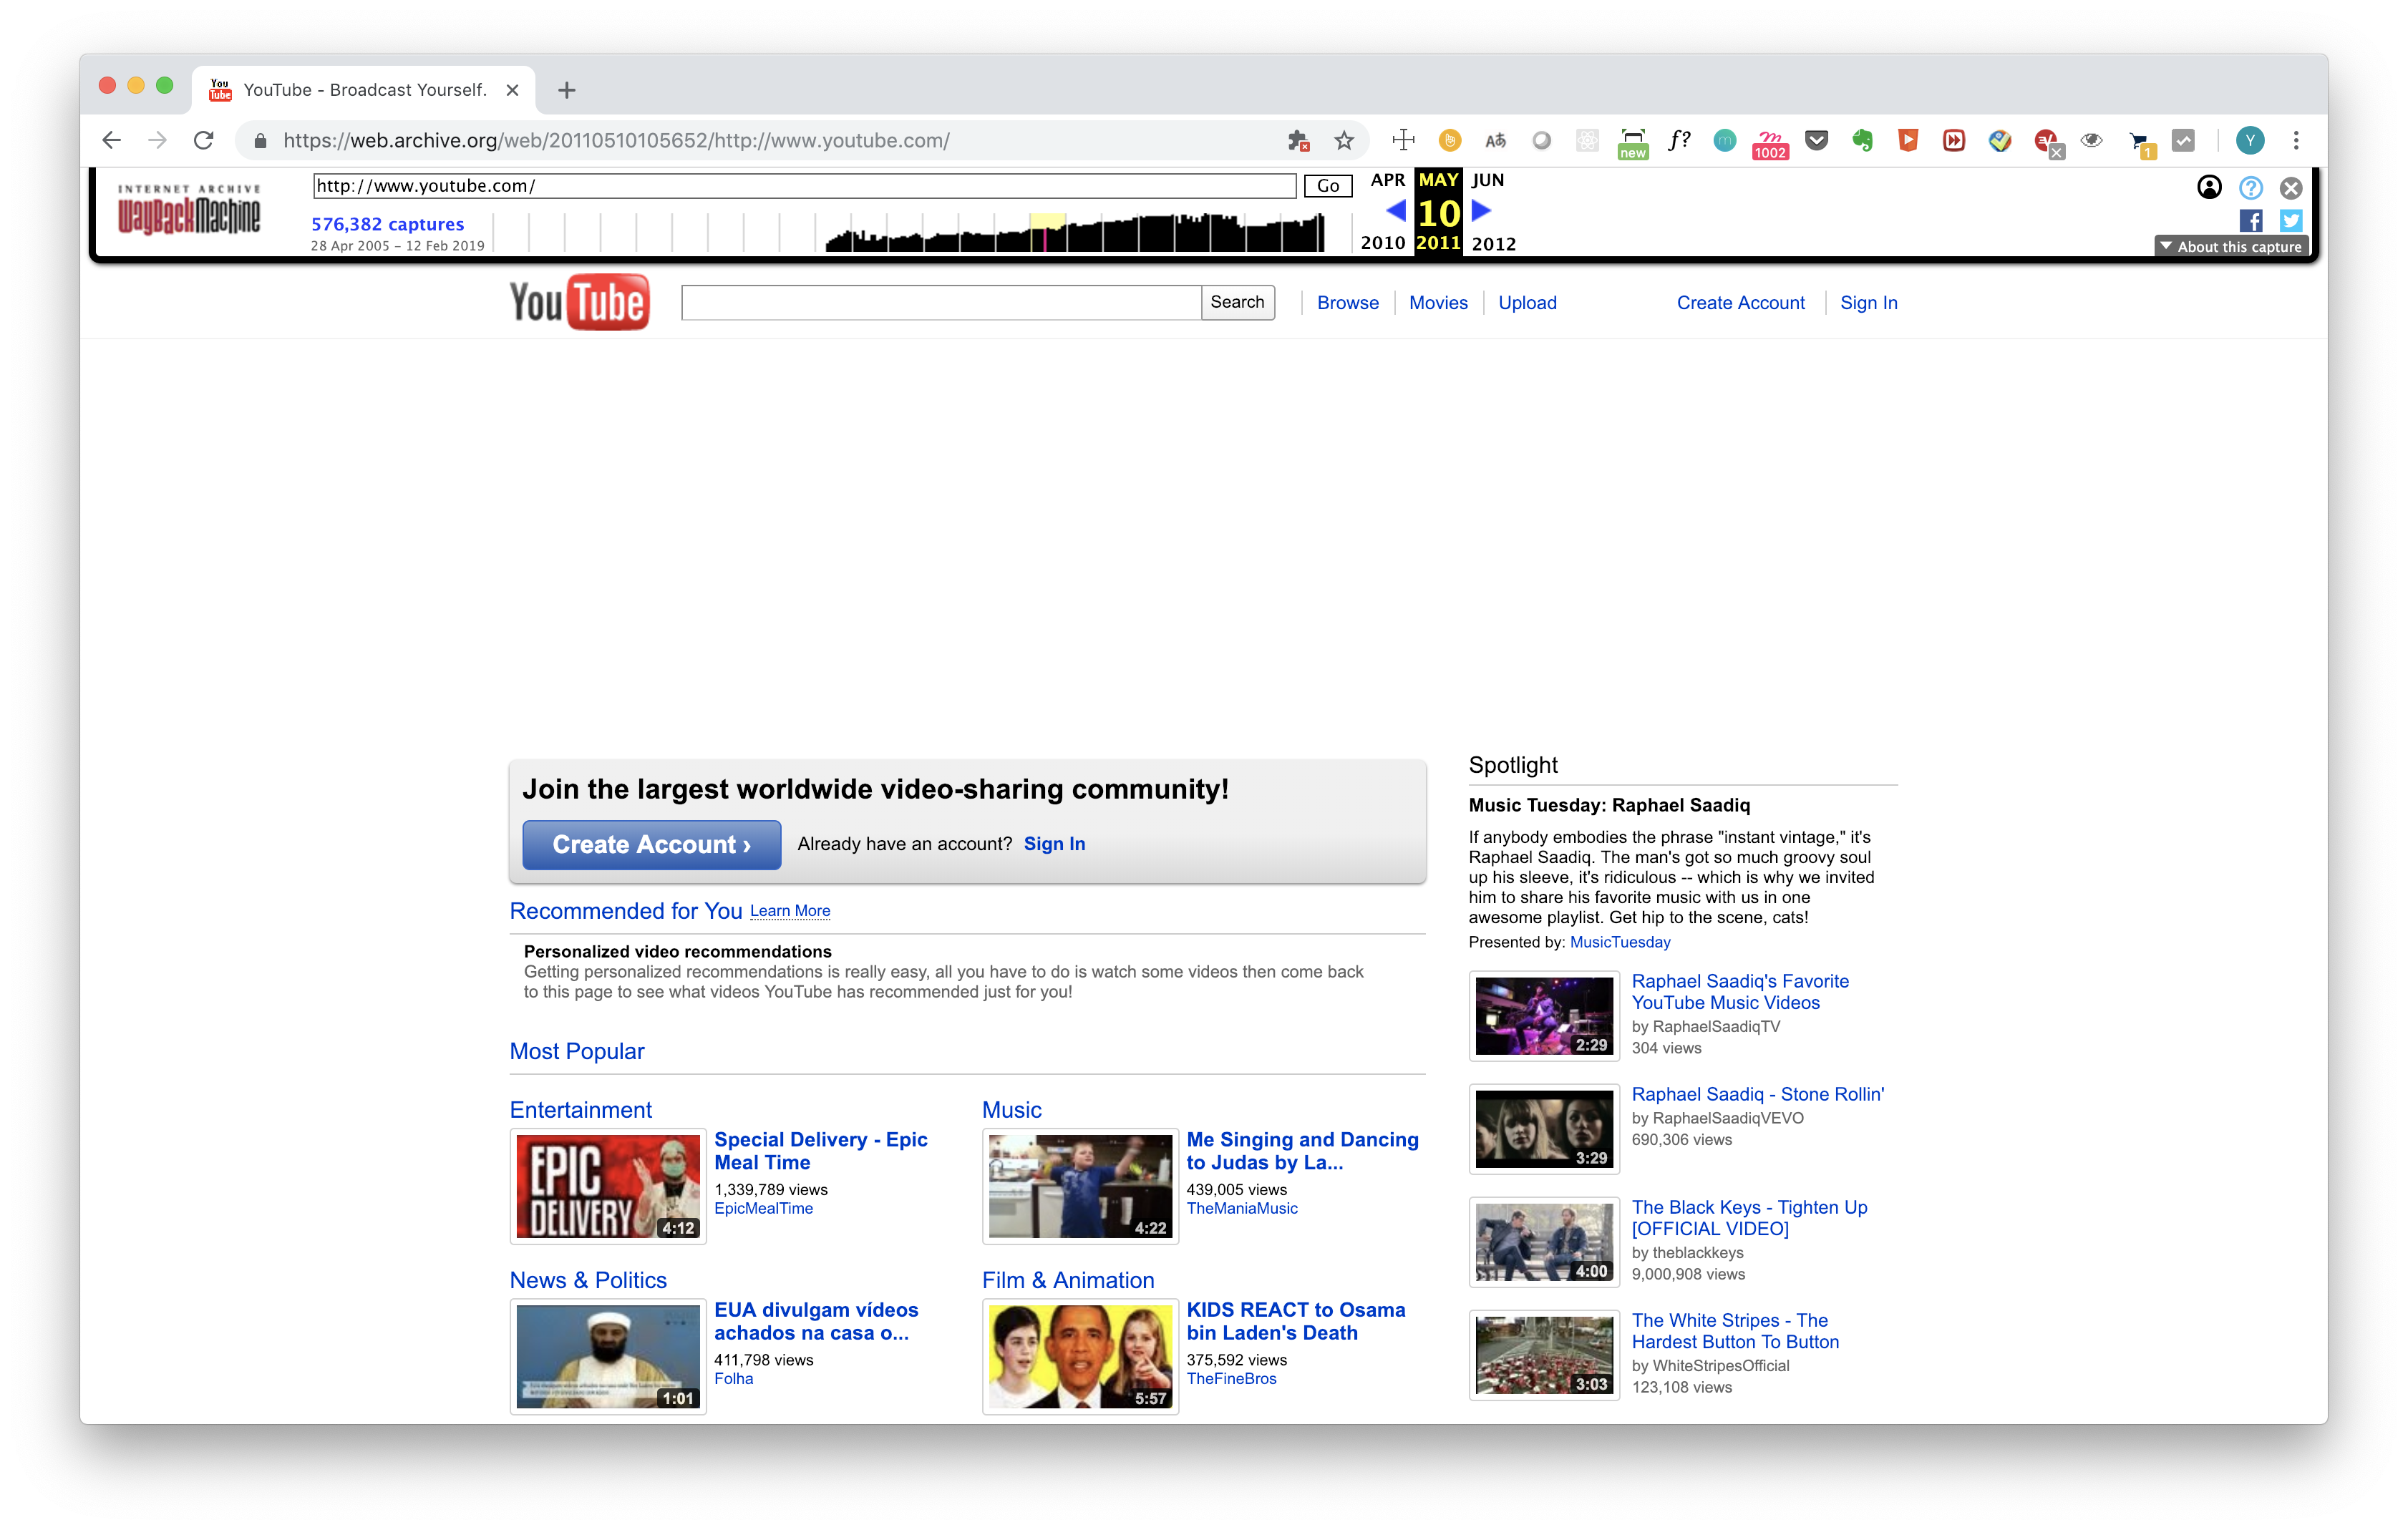 You Tube
YouTube - Broadcast Yourself.
https://web.archive.org/web/20110510105652/http://www.youtube.com/
Aあ
new
f?
m
1002
1
Y
INTERNET ARCHIVE
WayBackMachine
http://www.youtube.com/
Go
APR MAY JUN
576,382 captures
10
28 Apr 2005 – 12 Feb 2019
2010 2011 2012
About this capture
YouTube
Search
Browse
Movies
Upload
Create Account
Sign In
Join the largest worldwide video-sharing community!
Create Account ›
Already have an account? Sign In
Recommended for You Learn More
Personalized video recommendations
Getting personalized recommendations is really easy, all you have to do is watch some videos then come back
to this page to see what videos YouTube has recommended just for you!
Most Popular
Entertainment
EPIC
DELIVERY
4:12
Special Delivery - Epic
Meal Time
1,339,789 views
EpicMealTime
Music
4:22
Me Singing and Dancing
to Judas by La...
439,005 views
TheManiaMusic
News & Politics
1:01
EUA divulgam vídeos
achados na casa o...
411,798 views
Folha
Film & Animation
5:57
KIDS REACT to Osama
bin Laden's Death
375,592 views
TheFineBros
Spotlight
Music Tuesday: Raphael Saadiq
If anybody embodies the phrase "instant vintage," it's
Raphael Saadiq. The man's got so much groovy soul
up his sleeve, it's ridiculous -- which is why we invited
him to share his favorite music with us in one
awesome playlist. Get hip to the scene, cats!
Presented by: MusicTuesday
2:29
Raphael Saadiq's Favorite
YouTube Music Videos
by RaphaelSaadiqTV
304 views
3:29
Raphael Saadiq - Stone Rollin'
by RaphaelSaadiqVEVO
690,306 views
4:00
The Black Keys - Tighten Up
[OFFICIAL VIDEO]
by theblackkeys
9,000,908 views
3:03
The White Stripes - The
Hardest Button To Button
by WhiteStripesOfficial
123,108 views